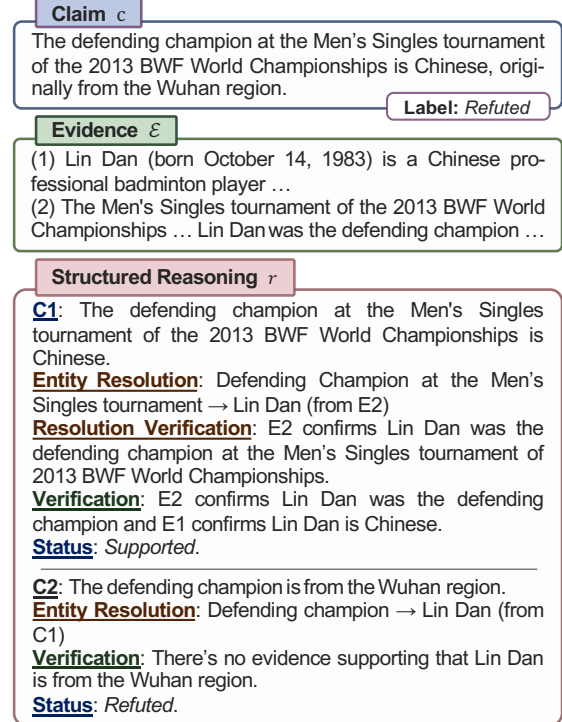 Claim c
The defending champion at the Men's Singles tournament
of the 2013 BWF World Championships is Chinese, origi-
nally from the Wuhan region.
Label: Refuted
Evidence ℰ
(1) Lin Dan (born October 14, 1983) is a Chinese pro-
fessional badminton player …
(2) The Men's Singles tournament of the 2013 BWF World
Championships … Lin Dan was the defending champion …
Structured Reasoning r
C1: The defending champion at the Men's Singles
tournament of the 2013 BWF World Championships is
Chinese.
Entity Resolution: Defending Champion at the Men's
Singles tournament → Lin Dan (from E2)
Resolution Verification: E2 confirms Lin Dan was the
defending champion at the Men's Singles tournament of
2013 BWF World Championships.
Verification: E2 confirms Lin Dan was the defending
champion and E1 confirms Lin Dan is Chinese.
Status: Supported.
C2: The defending champion is from the Wuhan region.
Entity Resolution: Defending champion → Lin Dan (from
C1)
Verification: There's no evidence supporting that Lin Dan
is from the Wuhan region.
Status: Refuted.